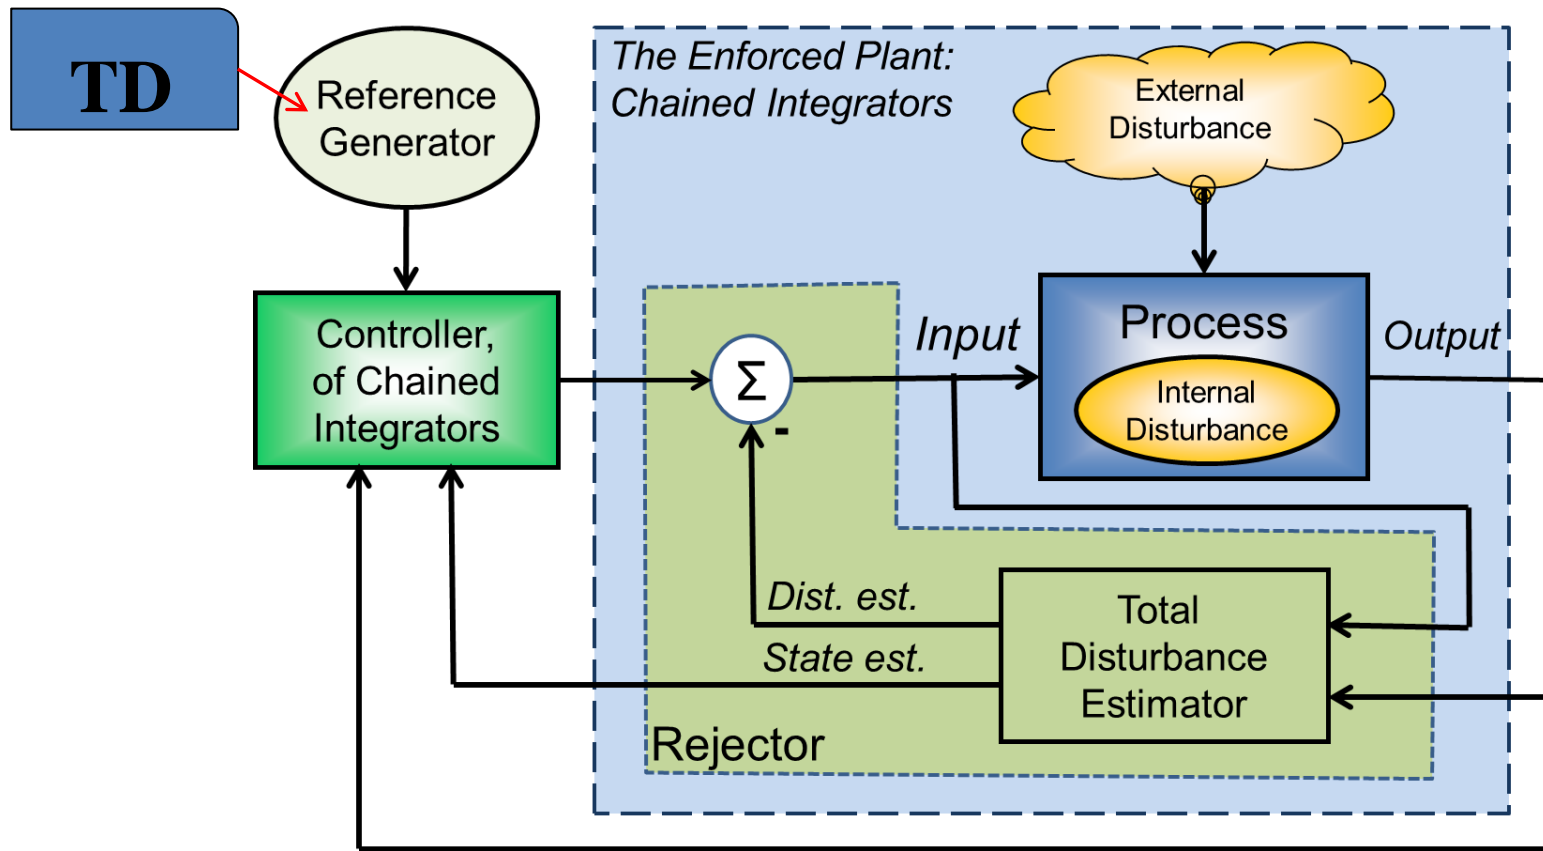 TD
Reference
Generator
The Enforced Plant:
Chained Integrators
External
Disturbance
Controller,
of Chained
Integrators
Σ
-
Input
Process
Internal
Disturbance
Output
Dist. est.
State est.
Total
Disturbance
Estimator
Rejector